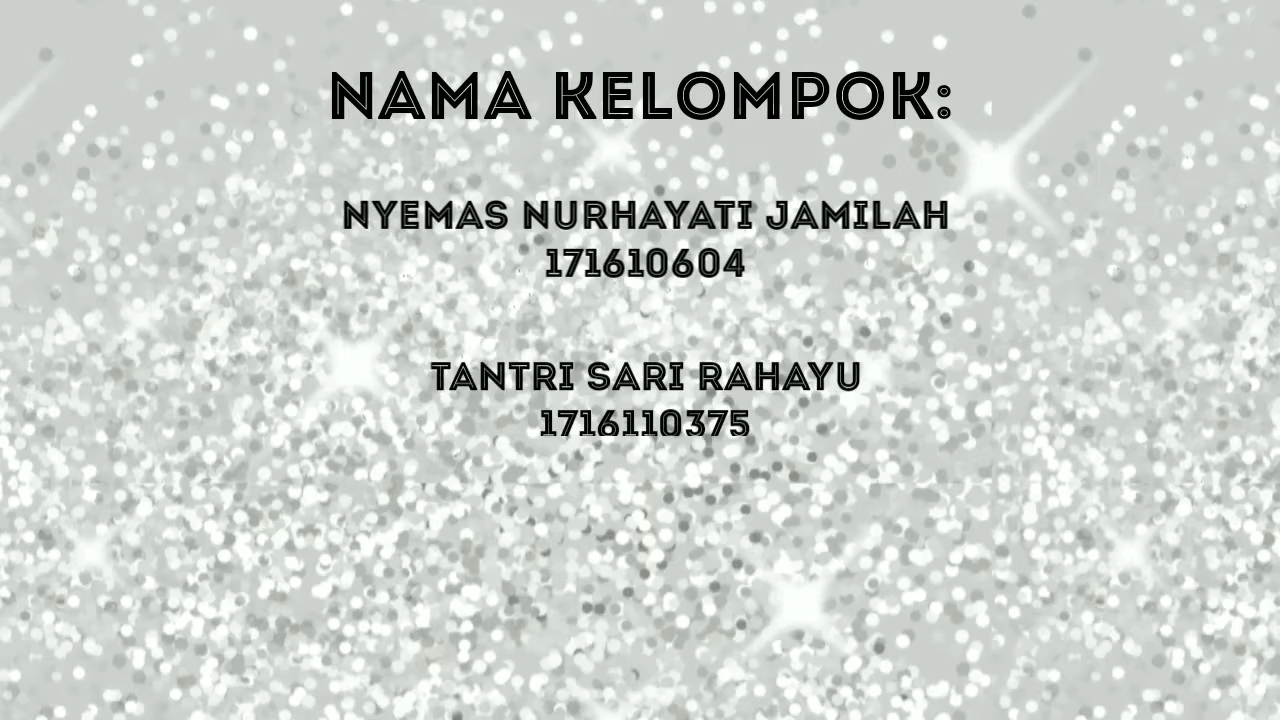 NAMA KELOMPOK:
NYEMAS NURHAYATI JAMILAH
171610604
TANTRI SARI RAHAYU
1716110375